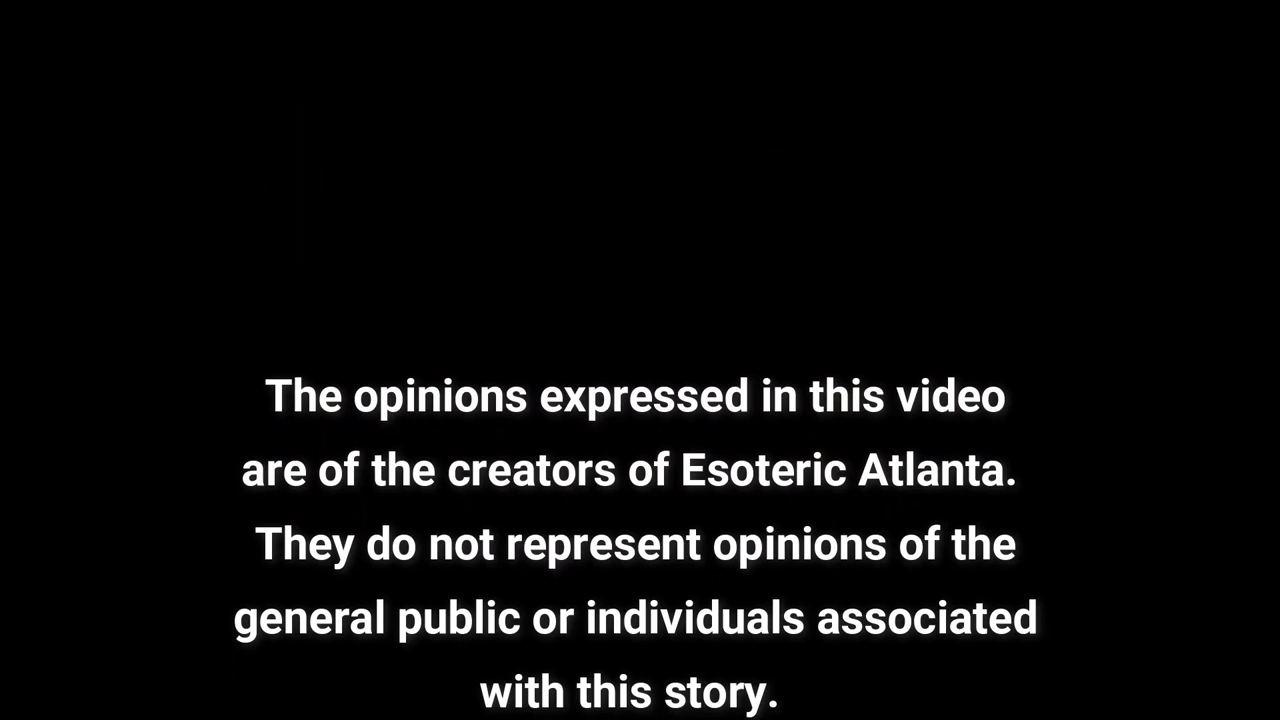 The opinions expressed in this video
are of the creators of Esoteric Atlanta.
They do not represent opinions of the
general public or individuals associated
with this story.